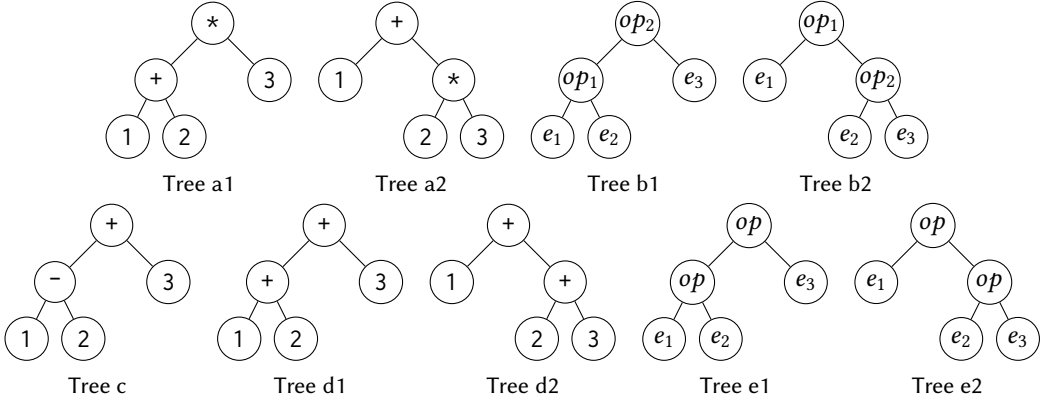 * + op₂ op₁
+ 3 1 * op₁ e₃ e₁ op₂
1 2 2 3 e₁ e₂ e₂ e₃
Tree a1 Tree a2 Tree b1 Tree b2
+ + + op op
- 3 + 3 1 + op e₃ e₁ op
1 2 1 2 2 3 e₁ e₂ e₂ e₃
Tree c Tree d1 Tree d2 Tree e1 Tree e2